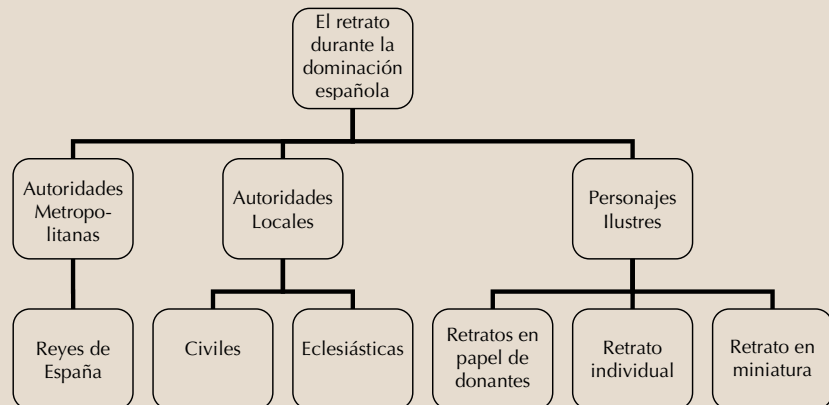 El retrato
durante la
dominación
española
Autoridades
Metropo-
litanas
Autoridades
Locales
Personajes
Ilustres
Reyes de
España
Civiles
Eclesiásticas
Retratos en
papel de
donantes
Retrato
individual
Retrato en
miniatura